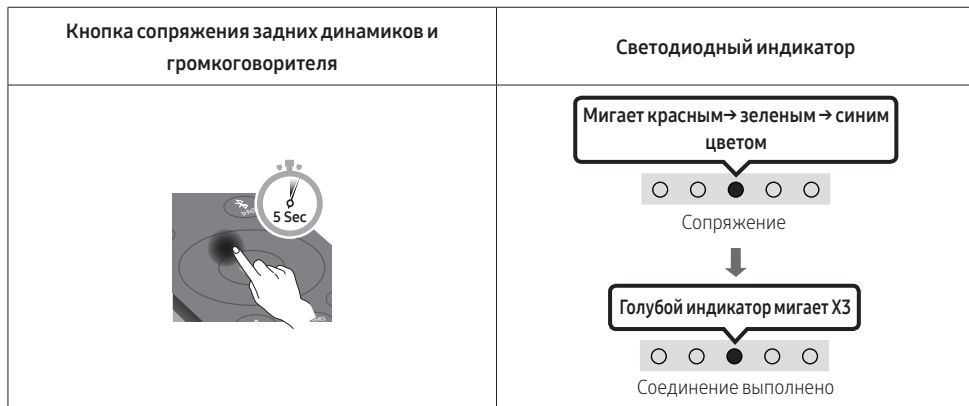 Кнопка сопряжения задних динамиков и
громкоговорителя
Светодиодный индикатор
5 Sec
Мигает красным→ зеленым → синим
цветом
Сопряжение
Голубой индикатор мигает X3
Соединение выполнено